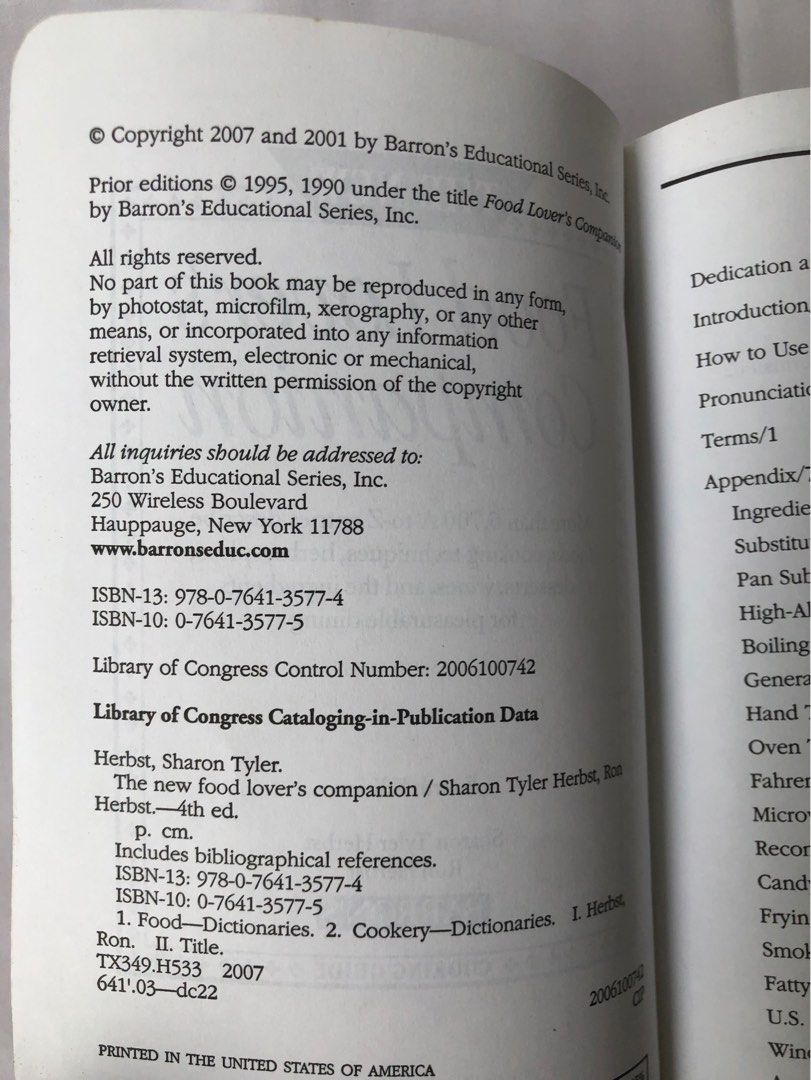 © Copyright 2007 and 2001 by Barron's Educational Series, Inc.
Prior editions © 1995, 1990 under the title Food Lover's Companion
by Barron's Educational Series, Inc.
All rights reserved.
No part of this book may be reproduced in any form,
by photostat, microfilm, xerography, or any other
means, or incorporated into any information
retrieval system, electronic or mechanical,
without the written permission of the copyright
owner.
All inquiries should be addressed to:
Barron's Educational Series, Inc.
250 Wireless Boulevard
Hauppauge, New York 11788
www.barronseduc.com
ISBN-13: 978-0-7641-3577-4
ISBN-10: 0-7641-3577-5
Library of Congress Control Number: 2006100742
Library of Congress Cataloging-in-Publication Data
Herbst, Sharon Tyler.
The new food lover's companion / Sharon Tyler Herbst, Ron
Herbst.—4th ed.
p. cm.
Includes bibliographical references.
ISBN-13: 978-0-7641-3577-4
ISBN-10: 0-7641-3577-5
1. Food—Dictionaries. 2. Cookery—Dictionaries. I. Herbst,
Ron. II. Title.
TX349.H533 2007
641'.03—dc22
2006100742
CIP
PRINTED IN THE UNITED STATES OF AMERICA
Dedication a
Introduction
How to Use
Pronunciati
Terms/1
Appendix/
Ingredie
Substitu
Pan Sub
High-Al
Boiling
Genera
Hand
Oven
Fahren
Micro
Recor
Cand
Fryin
Smok
Fatty
U.S.
Win